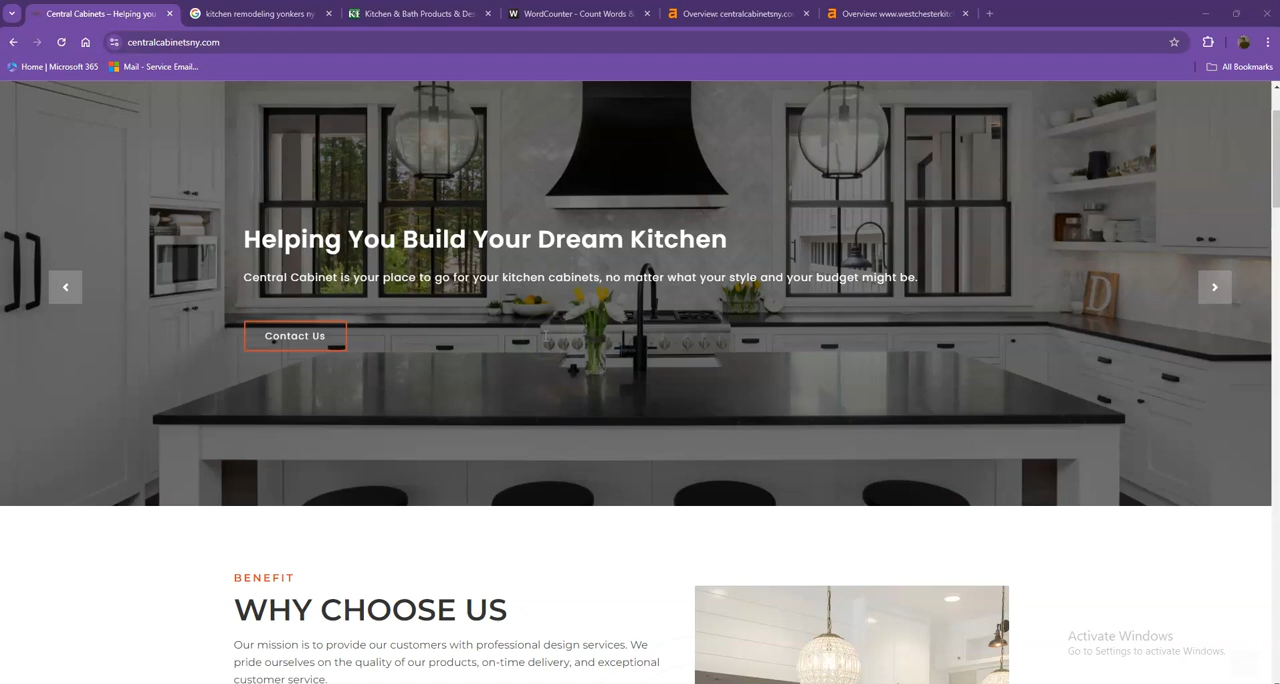 Central Cabinets – Helping you
kitchen remodeling yonkers ny
Kitchen & Bath Products & De
WordCounter - Count Words &
Overview: centralcabinetsny.co
Overview: www.westchesterkitc
centralcabinetsny.com
Home | Microsoft 365
Mail - Service Email...
All Bookmarks
Helping You Build Your Dream Kitchen
Central Cabinet is your place to go for your kitchen cabinets, no matter what your style and your budget might be.
Contact Us
D
BENEFIT
WHY CHOOSE US
Our mission is to provide our customers with professional design services. We
pride ourselves on the quality of our products, on-time delivery, and exceptional
customer service.
Activate Windows
Go to Settings to activate Windows.